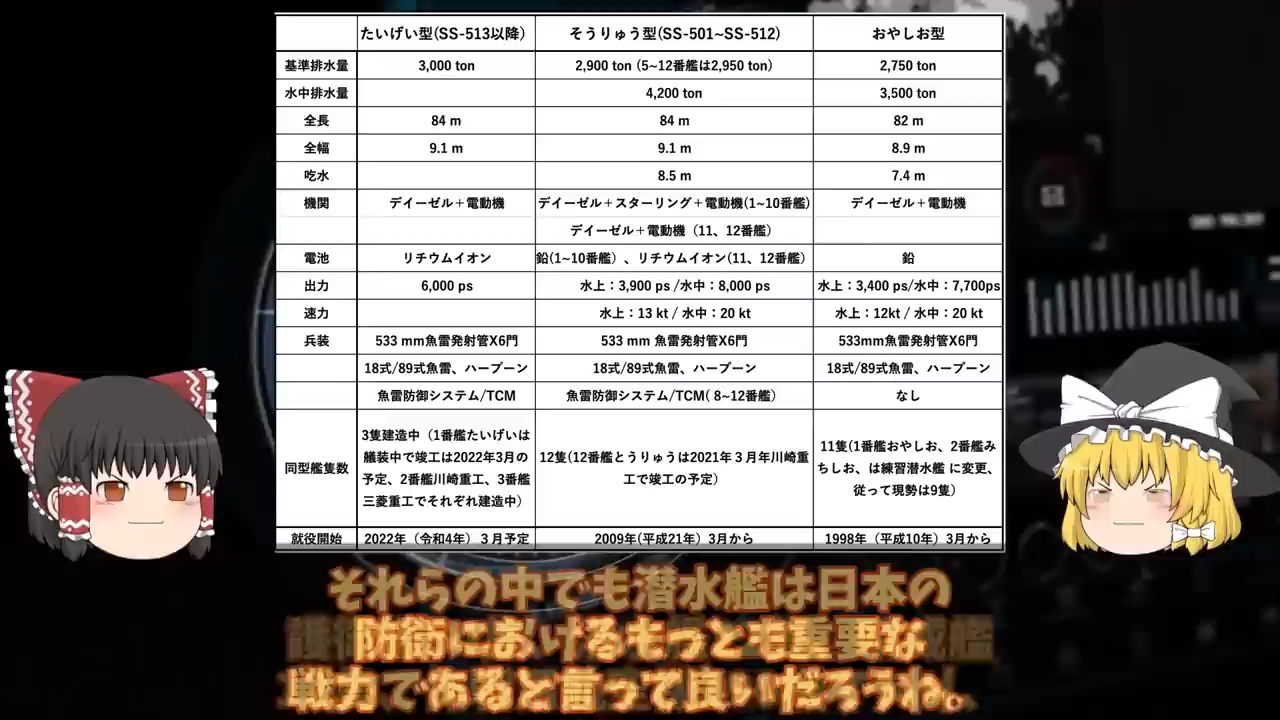 たいげい型(SS-513以降) そうりゅう型(SS-501~SS-512) おやしお型
基準排水量 3,000 ton 2,900 ton (5~12番艦は2,950 ton) 2,750 ton
水中排水量 4,200 ton 3,500 ton
全長 84 m 84 m 82 m
全幅 9.1 m 9.1 m 8.9 m
吃水 8.5 m 7.4 m
機関 デイーゼル＋電動機 デイーゼル＋スターリング＋電動機(1~10番艦) デイーゼル＋電動機
デイーゼル＋電動機（11、12番艦）
電池 リチウムイオン 鉛(1~10番艦）、リチウムイオン(11、12番艦） 鉛
出力 6,000 ps 水上：3,900 ps /水中：8,000 ps 水上：3,400 ps/水中：7,700ps
速力 水上：13 kt / 水中：20 kt 水上：12kt / 水中：20 kt
兵装 533 mm魚雷発射管X6門 533 mm 魚雷発射管X6門 533mm魚雷発射管X6門
18式/89式魚雷、ハープーン 18式/89式魚雷、ハープーン 18式/89式魚雷、ハープーン
魚雷防御システム/TCM 魚雷防御システム/TCM( 8~12番艦） なし
同型艦隻数
3隻建造中（1番艦たいげいは
艤装中で竣工は2022年3月の
予定、2番艦川崎重工、3番艦
三菱重工でそれぞれ建造中）
12隻(12番艦とうりゅうは2021年３月年川崎重
工で竣工の予定）
11隻(1番艦おやしお、2番艦み
ちしお、は練習潜水艦 に変更、
従って現勢は9隻）
就役開始 2022年（令和4年）３月予定 2009年(平成21年）3月から 1998年（平成10年）3月から
それらの中でも潜水艦は日本の
防衛におけるもっとも重要な
戦力であると言って良いだろうね。